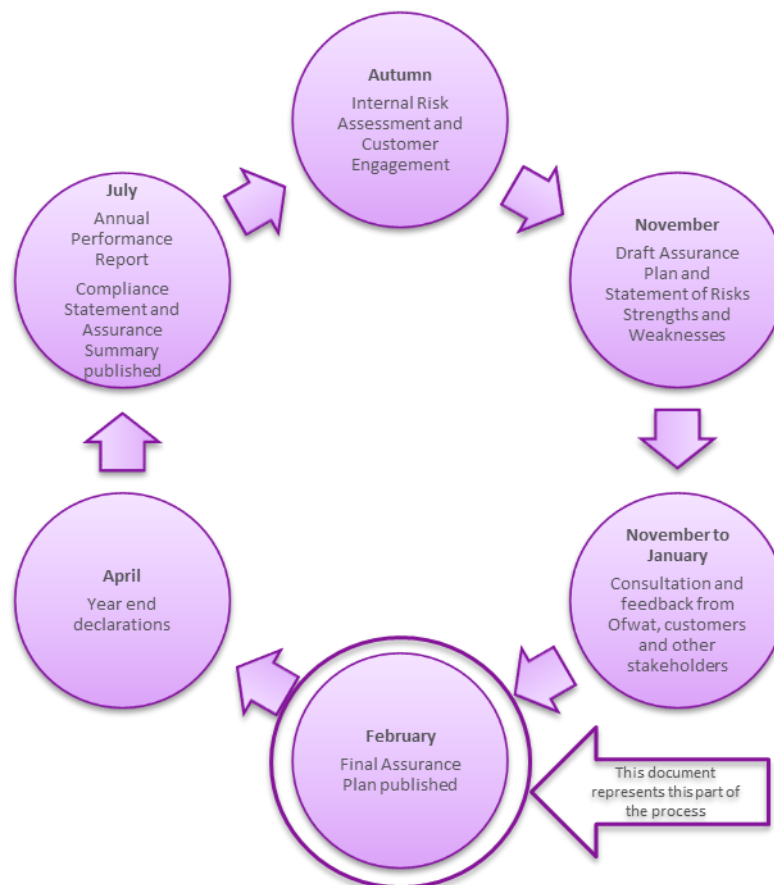 Autumn
Internal Risk
Assessment and
Customer
Engagement
November
Draft Assurance
Plan and
Statement of Risks
Strengths and
Weaknesses
November to
January
Consultation and
feedback from
Ofwat, customers
and other
stakeholders
February
Final Assurance
Plan published
This document
represents this part of
the process
April
Year end
declarations
July
Annual
Performance
Report
Compliance
Statement and
Assurance
Summary
published